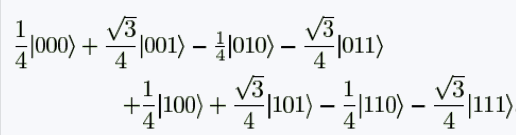 1/4|000⟩ + √3/4|001⟩ − 1/4|010⟩ − √3/4|011⟩
+1/4|100⟩ + √3/4|101⟩ − 1/4|110⟩ − √3/4|111⟩